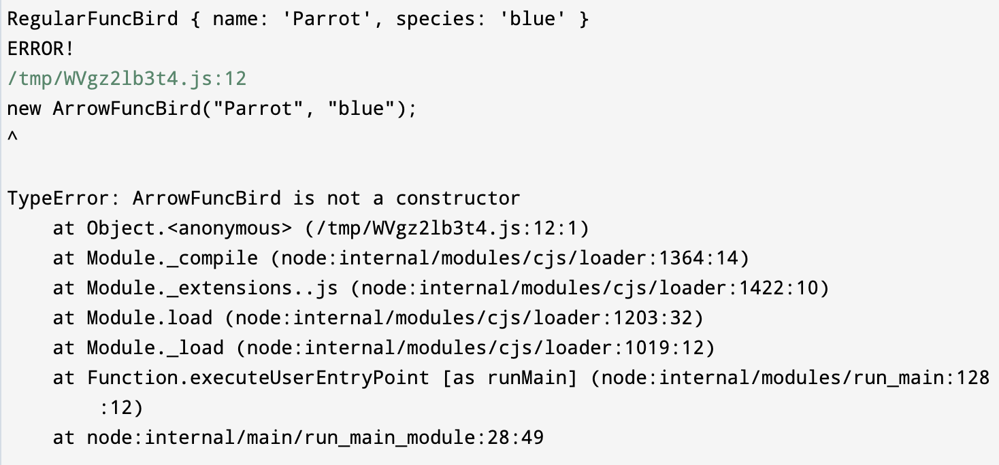 RegularFuncBird { name: 'Parrot', species: 'blue' }
ERROR!
/tmp/WVgz2lb3t4.js:12
new ArrowFuncBird("Parrot", "blue");
^
TypeError: ArrowFuncBird is not a constructor
    at Object.<anonymous> (/tmp/WVgz2lb3t4.js:12:1)
    at Module._compile (node:internal/modules/cjs/loader:1364:14)
    at Module._extensions..js (node:internal/modules/cjs/loader:1422:10)
    at Module.load (node:internal/modules/cjs/loader:1203:32)
    at Module._load (node:internal/modules/cjs/loader:1019:12)
    at Function.executeUserEntryPoint [as runMain] (node:internal/modules/run_main:128
        :12)
    at node:internal/main/run_main_module:28:49